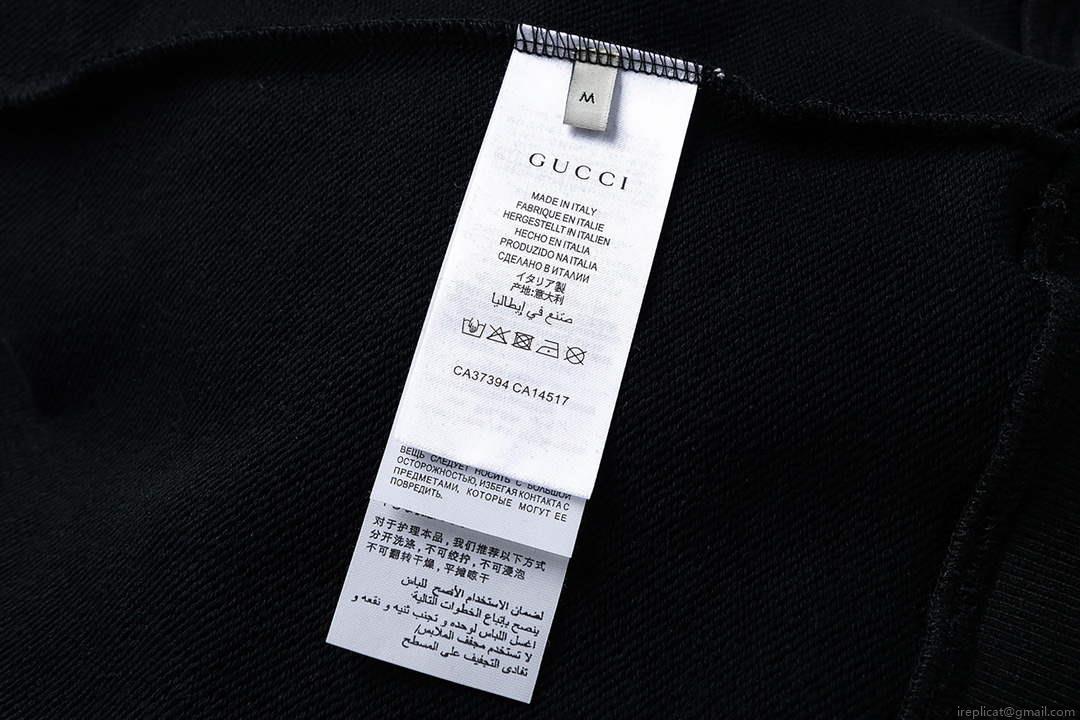 M
GUCCI
MADE IN ITALY
FABRIQUE EN ITALIE
HERGESTELLT IN ITALIEN
HECHO EN ITALIA
PRODUZIDO NA ITALIA
СДЕЛАНО В ИТАЛИИ
イタリア製
产地:意大利
صنع في إيطاليا
CA37394 CA14517
ВЕЩЬ СЛЕДУЕТ НОСИТЬ С БОЛЬШОЙ
ОСТОРОЖНОСТЬЮ, ИЗБЕГАЯ КОНТАКТА С
ПРЕДМЕТАМИ, КОТОРЫЕ МОГУТ ЕЕ
ПОВРЕДИТЬ.
对于护理本品，我们推荐以下方式
分开洗涤，不可绞拧，不可浸泡
不可翻转干燥，平摊晾干
لضمان الاستخدام الأفصح للباس
ينصح بإتباع الخطوات التالية:
اغسل اللباس لوحده و تجنب ثنيه و نقعه و
لا تستخدم مجفف الملابس/
تفادى التجفيف على المسطح
ireplicat@gmail.com